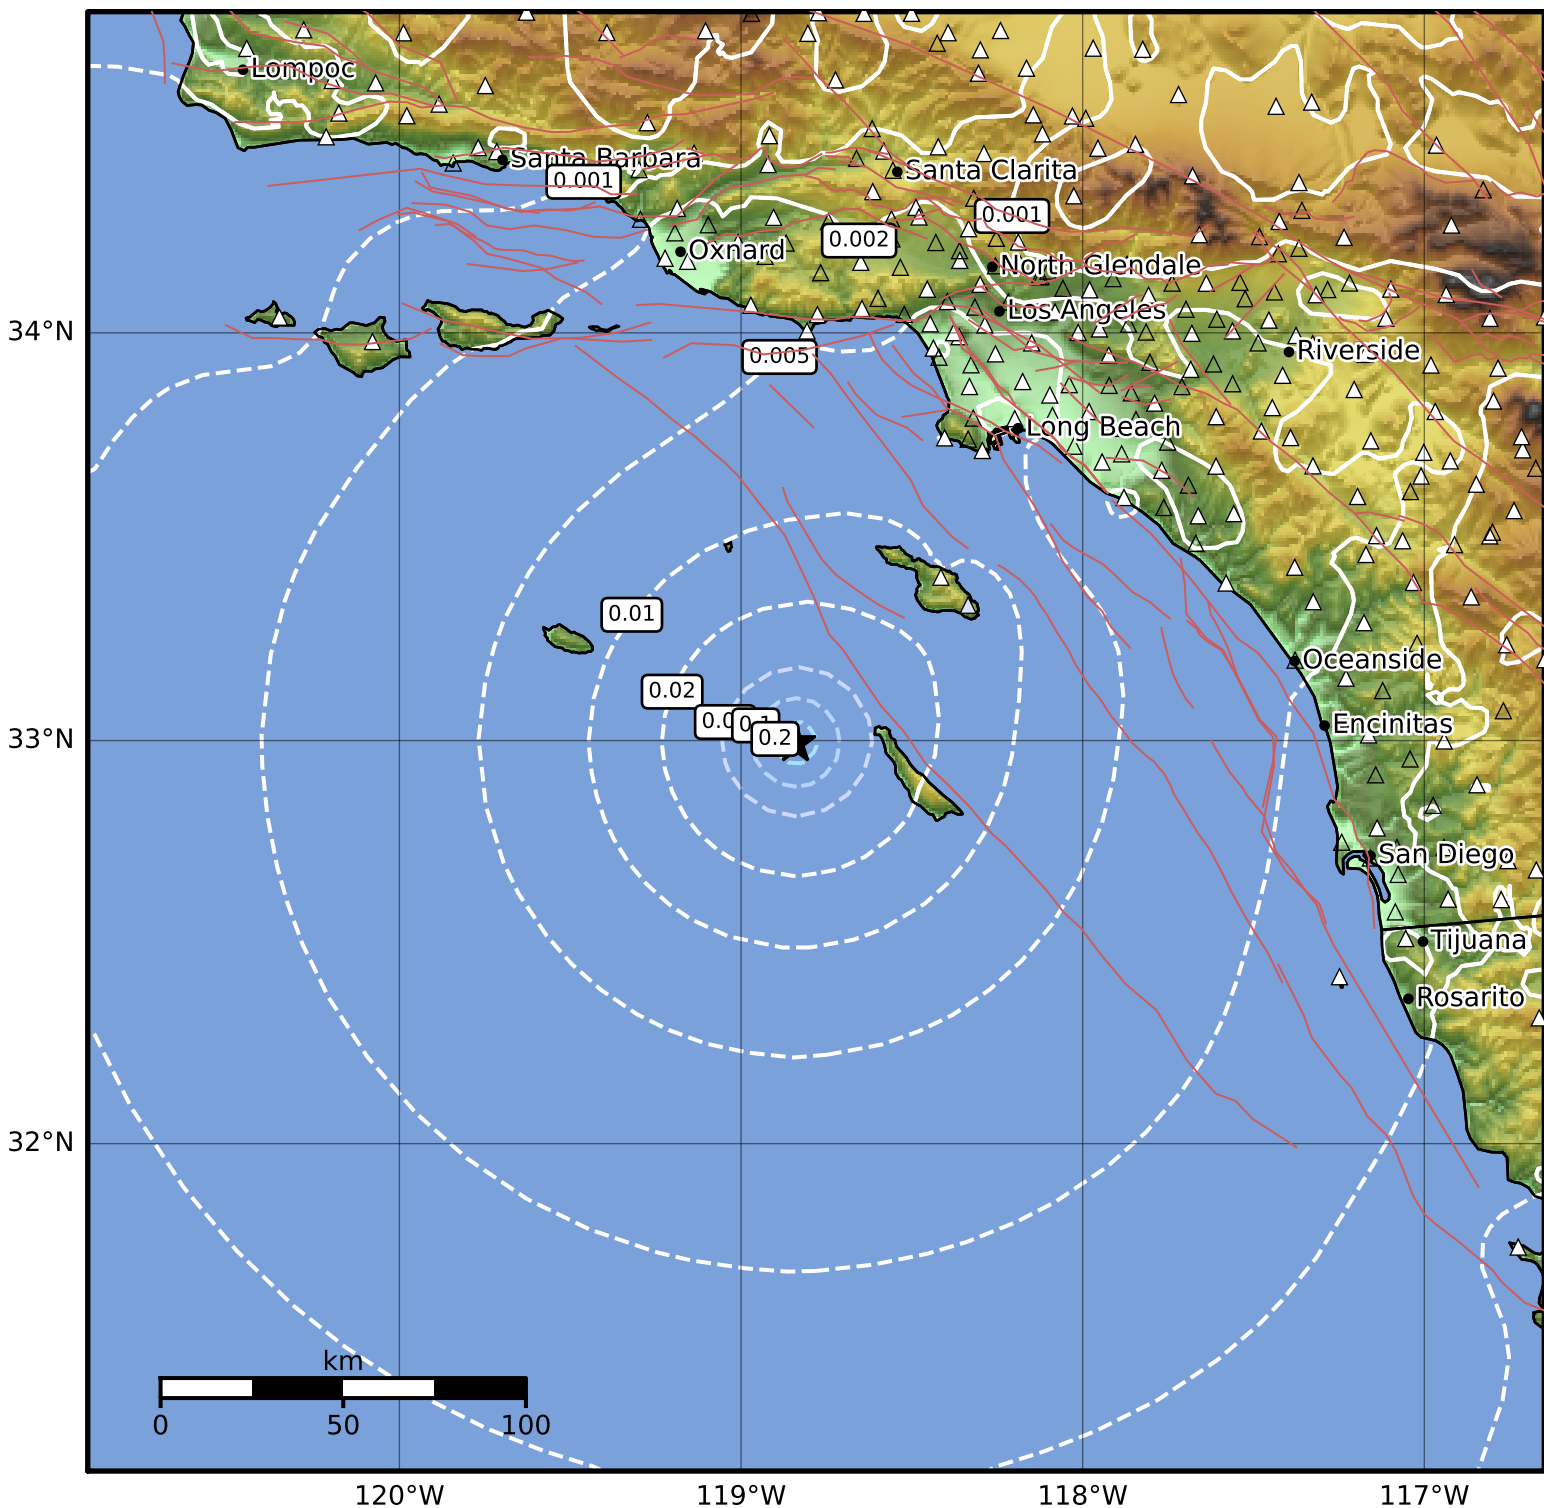 Lompoc
Santa Barbara
0.001
Santa Clarita
0.001
0.002
Oxnard
North Glendale
Los Angeles
34°N
0.005
Riverside
Long Beach
0.01
Oceanside
0.02
0.2
33°N
Encinitas
San Diego
Tijuana
Rosarito
32°N
km
0 50 100
120°W 119°W 118°W 117°W